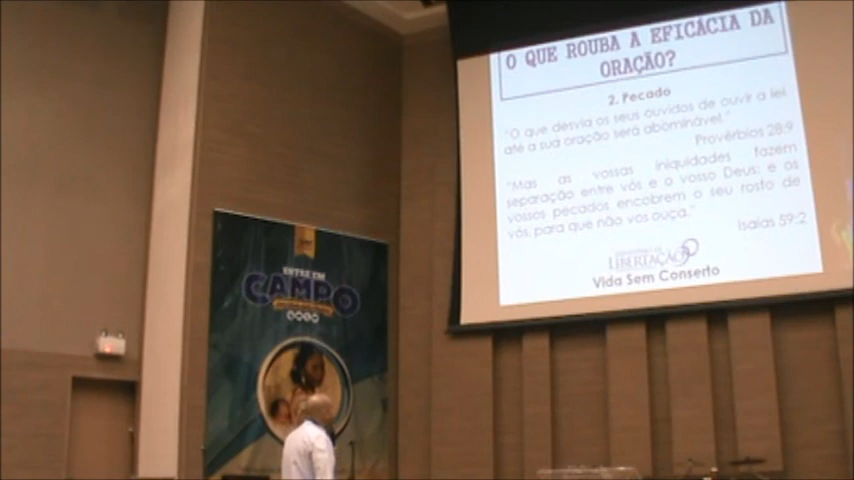 O QUE ROUBA A EFICÁCIA DA
ORAÇÃO?
2. Pecado
"O que desvia os seus ouvidos de ouvir a lei
até a sua oração será abominável."
Provérbios 28:9
"Mas as vossas iniquidades fazem
separação entre vós e o vosso Deus; e os
vossos pecados encobrem o seu rosto de
vós, para que não vos ouça."
Isaías 59:2
LIBERTAÇÃO
Vida Sem Conserto
ENTRE EM
CAMPO